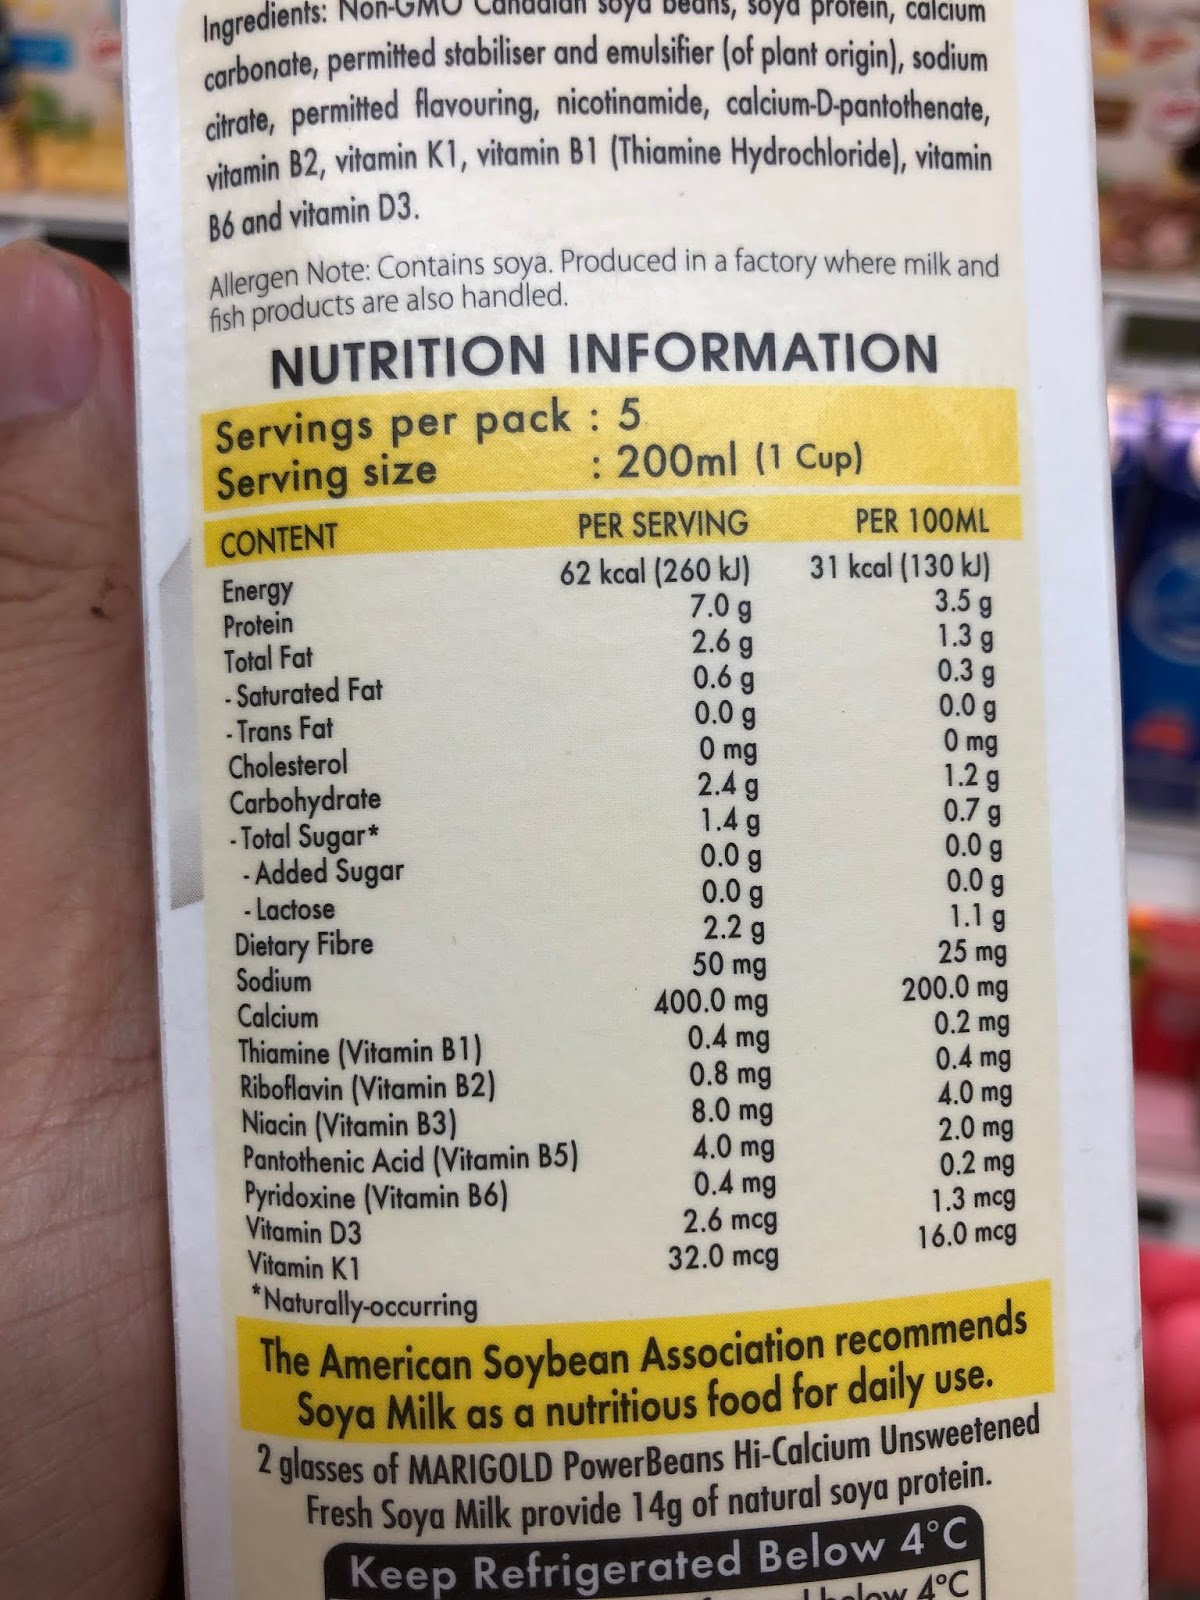 Ingredients: Non-GMO Canadian soya beans, soya protein, calcium
carbonate, permitted stabiliser and emulsifier (of plant origin), sodium
citrate, permitted flavouring, nicotinamide, calcium-D-pantothenate,
vitamin B2, vitamin K1, vitamin B1 (Thiamine Hydrochloride), vitamin
B6 and vitamin D3.
Allergen Note: Contains soya. Produced in a factory where milk and
fish products are also handled.
NUTRITION INFORMATION
Servings per pack : 5
Serving size : 200ml (1 Cup)
CONTENT PER SERVING PER 100ML
Energy 62 kcal (260 kJ) 31 kcal (130 kJ)
Protein 7.0 g 3.5 g
Total Fat 2.6 g 1.3 g
- Saturated Fat 0.6 g 0.3 g
- Trans Fat 0.0 g 0.0 g
Cholesterol 0 mg 0 mg
Carbohydrate 2.4 g 1.2 g
- Total Sugar* 1.4 g 0.7 g
- Added Sugar 0.0 g 0.0 g
- Lactose 0.0 g 0.0 g
Dietary Fibre 2.2 g 1.1 g
Sodium 50 mg 25 mg
Calcium 400.0 mg 200.0 mg
Thiamine (Vitamin B1) 0.4 mg 0.2 mg
Riboflavin (Vitamin B2) 0.8 mg 0.4 mg
Niacin (Vitamin B3) 8.0 mg 4.0 mg
Pantothenic Acid (Vitamin B5) 4.0 mg 2.0 mg
Pyridoxine (Vitamin B6) 0.4 mg 0.2 mg
Vitamin D3 2.6 mcg 1.3 mcg
Vitamin K1 32.0 mcg 16.0 mcg
*Naturally-occurring
The American Soybean Association recommends
Soya Milk as a nutritious food for daily use.
2 glasses of MARIGOLD PowerBeans Hi-Calcium Unsweetened
Fresh Soya Milk provide 14g of natural soya protein.
Keep Refrigerated Below 4°C
below 4°C